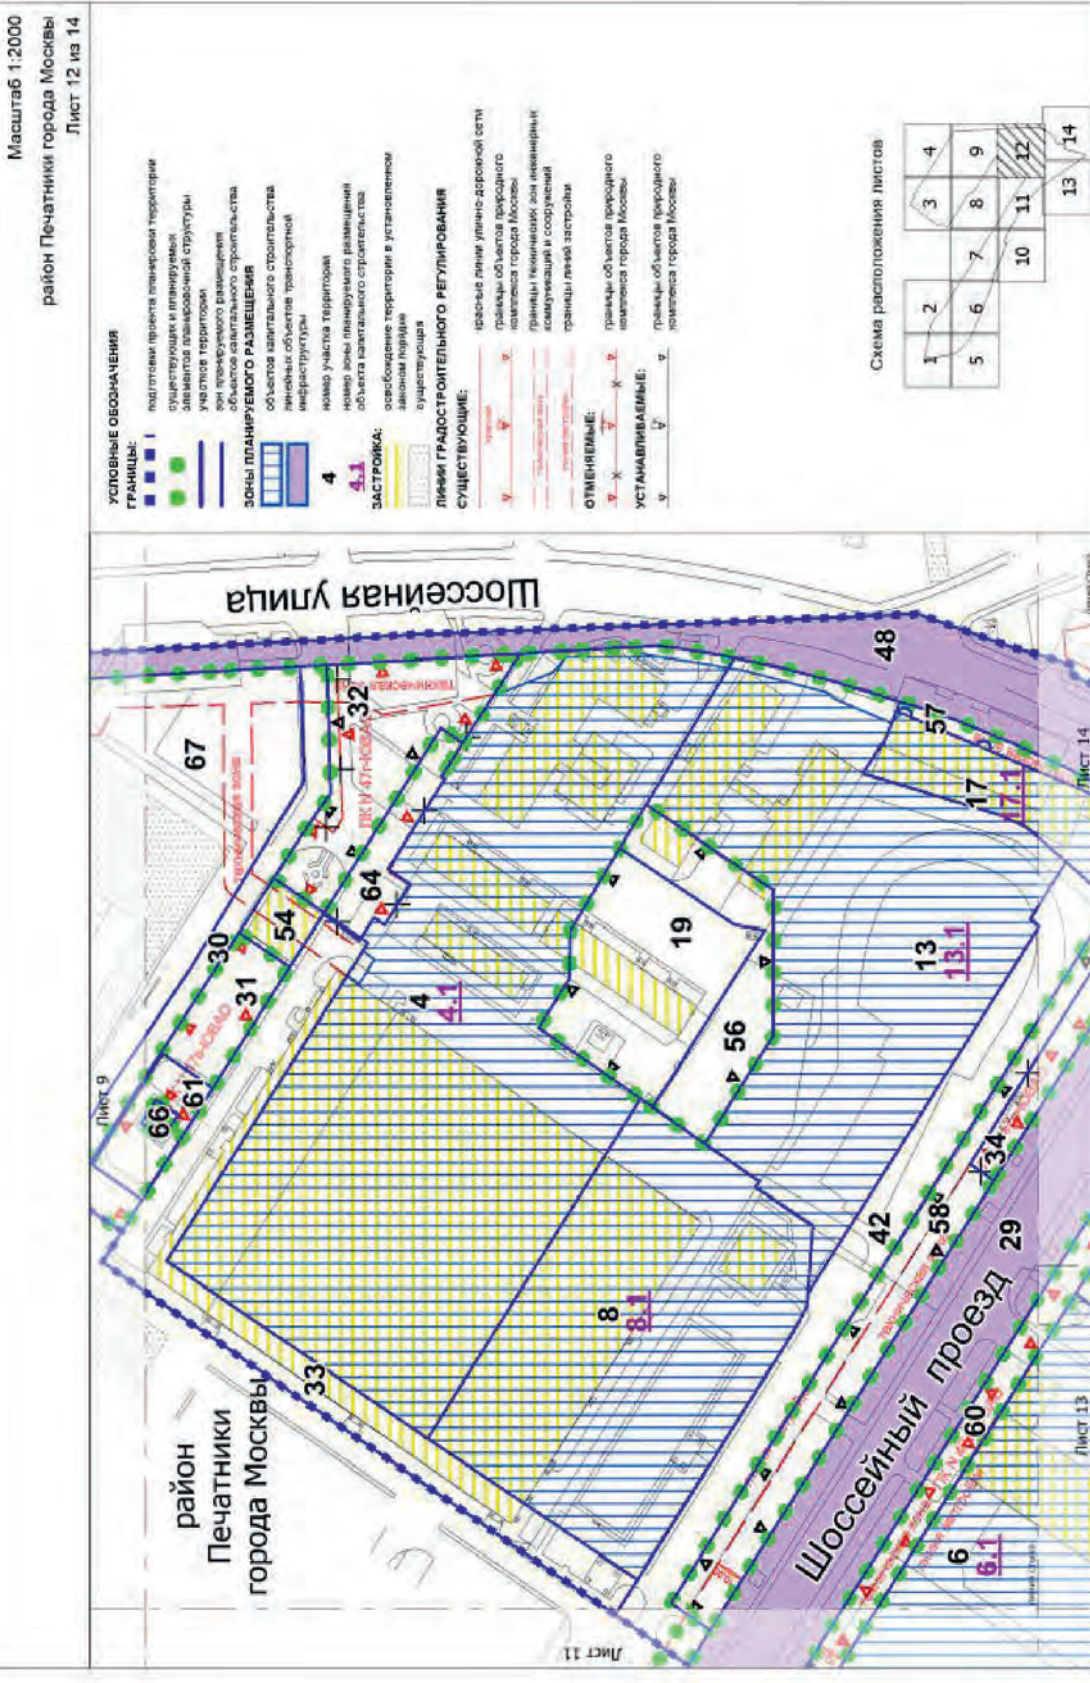 Масштаб 1:2000
район Печатники города Москвы
Лист 12 из 14
УСЛОВНЫЕ ОБОЗНАЧЕНИЯ
ГРАНИЦЫ:
подготовки проекта планировки территории
существующих и планируемых
элементов планировочной структуры
участков территории
зон планируемого размещения
объектов капитального строительства
ЗОНЫ ПЛАНИРУЕМОГО РАЗМЕЩЕНИЯ
объектов капитального строительства
линейных объектов транспортной
инфраструктуры
4
номер участка территории
4.1
номер зоны планируемого размещения
объекта капитального строительства
ЗАСТРОЙКА:
освобождение территории в установленном
законом порядке
существующая
ЛИНИИ ГРАДОСТРОИТЕЛЬНОГО РЕГУЛИРОВАНИЯ
СУЩЕСТВУЮЩИЕ:
красные линии улично-дорожной сети
границы объектов природного
комплекса города Москвы
границы технических зон инженерных
коммуникаций и сооружений
границы линий застройки
ОТМЕНЯЕМЫЕ:
границы объектов природного
комплекса города Москвы
УСТАНАВЛИВАЕМЫЕ:
границы объектов природного
комплекса города Москвы
Схема расположения листов
1
2
3
4
5
6
7
8
9
10
11
12
13
14
Лист 9
Шоссейная улица
район
Печатники
города Москвы
67
техническая зона
32
30
54
31
64
66
61
33
4
4.1
19
56
8
8.1
13
13.1
48
57
17
17.1
42
58
34
29
Шоссейный проезд
60
6
6.1
Лист 11
Лист 13
Лист 14